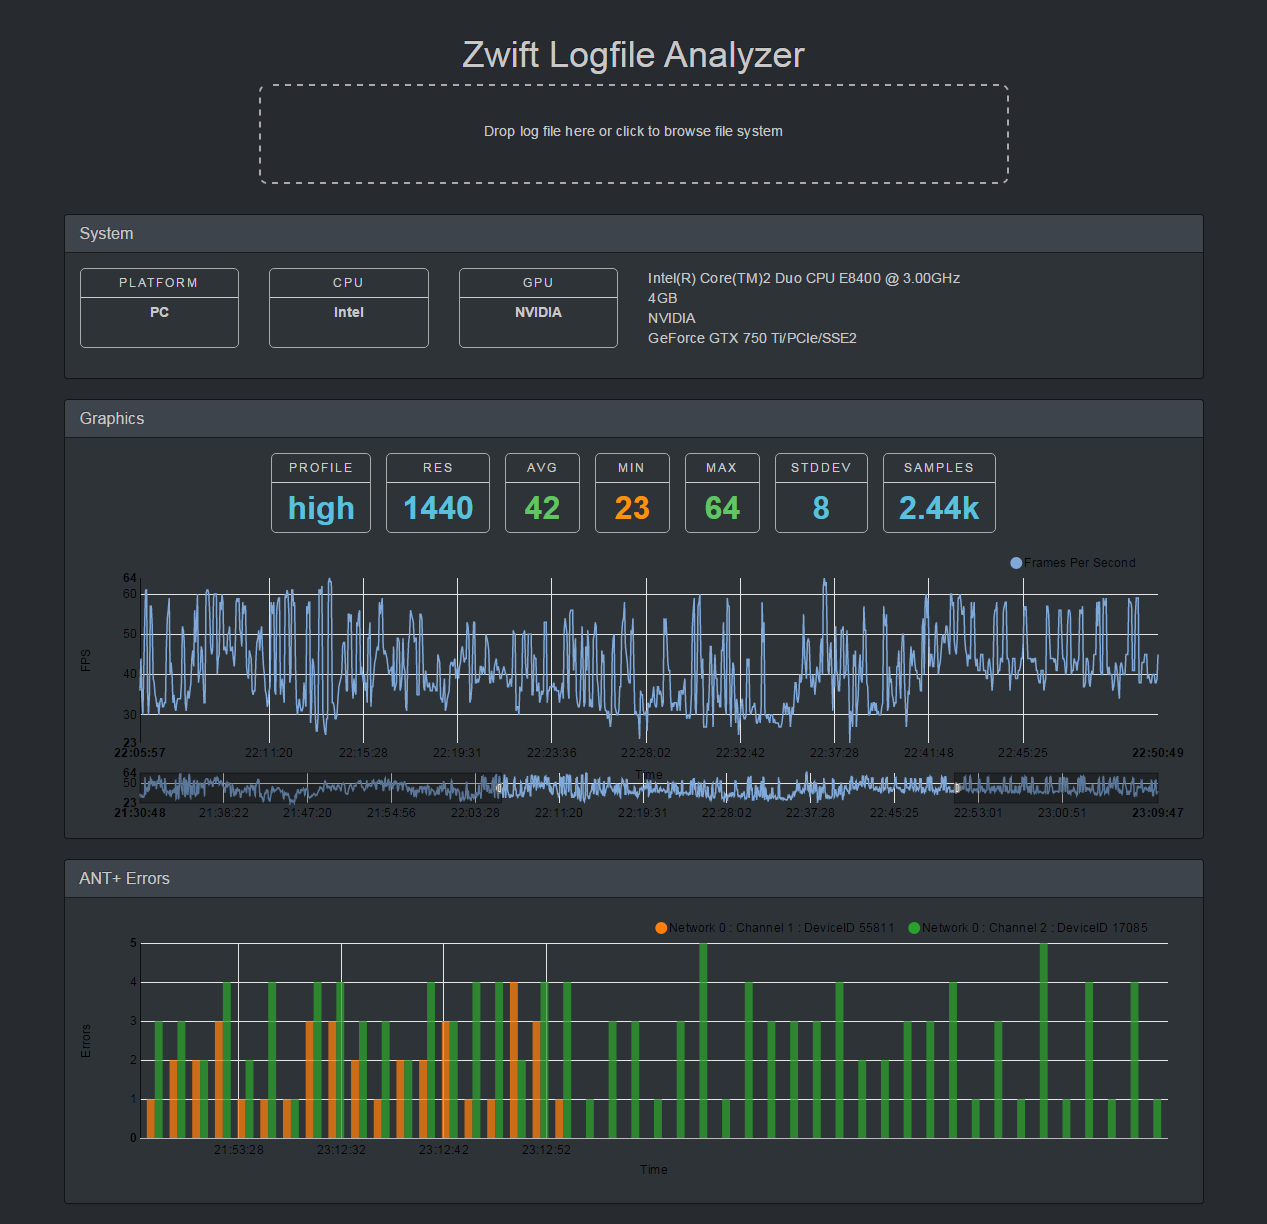 Zwift Logfile Analyzer
Drop log file here or click to browse file system
System
PLATFORM
PC
CPU
Intel
GPU
NVIDIA
Intel(R) Core(TM)2 Duo CPU E8400 @ 3.00GHz
4GB
NVIDIA
GeForce GTX 750 Ti/PCIe/SSE2
Graphics
PROFILE
high
RES
1440
AVG
42
MIN
23
MAX
64
STDDEV
8
SAMPLES
2.44k
Frames Per Second
64
60
50
40
30
23
FPS
22:05:57 22:11:20 22:15:28 22:19:31 22:23:36 22:28:02 22:32:42 22:37:28 22:41:48 22:45:25 22:50:49
Time
64
50
23
21:30:48 21:38:22 21:47:20 21:54:56 22:03:28 22:11:20 22:19:31 22:28:02 22:37:28 22:45:25 22:53:01 23:00:51 23:09:47
ANT+ Errors
Network 0 : Channel 1 : DeviceID 55811 Network 0 : Channel 2 : DeviceID 17085
5
4
3
2
1
0
Errors
21:53:28 23:12:32 23:12:42 23:12:52
Time